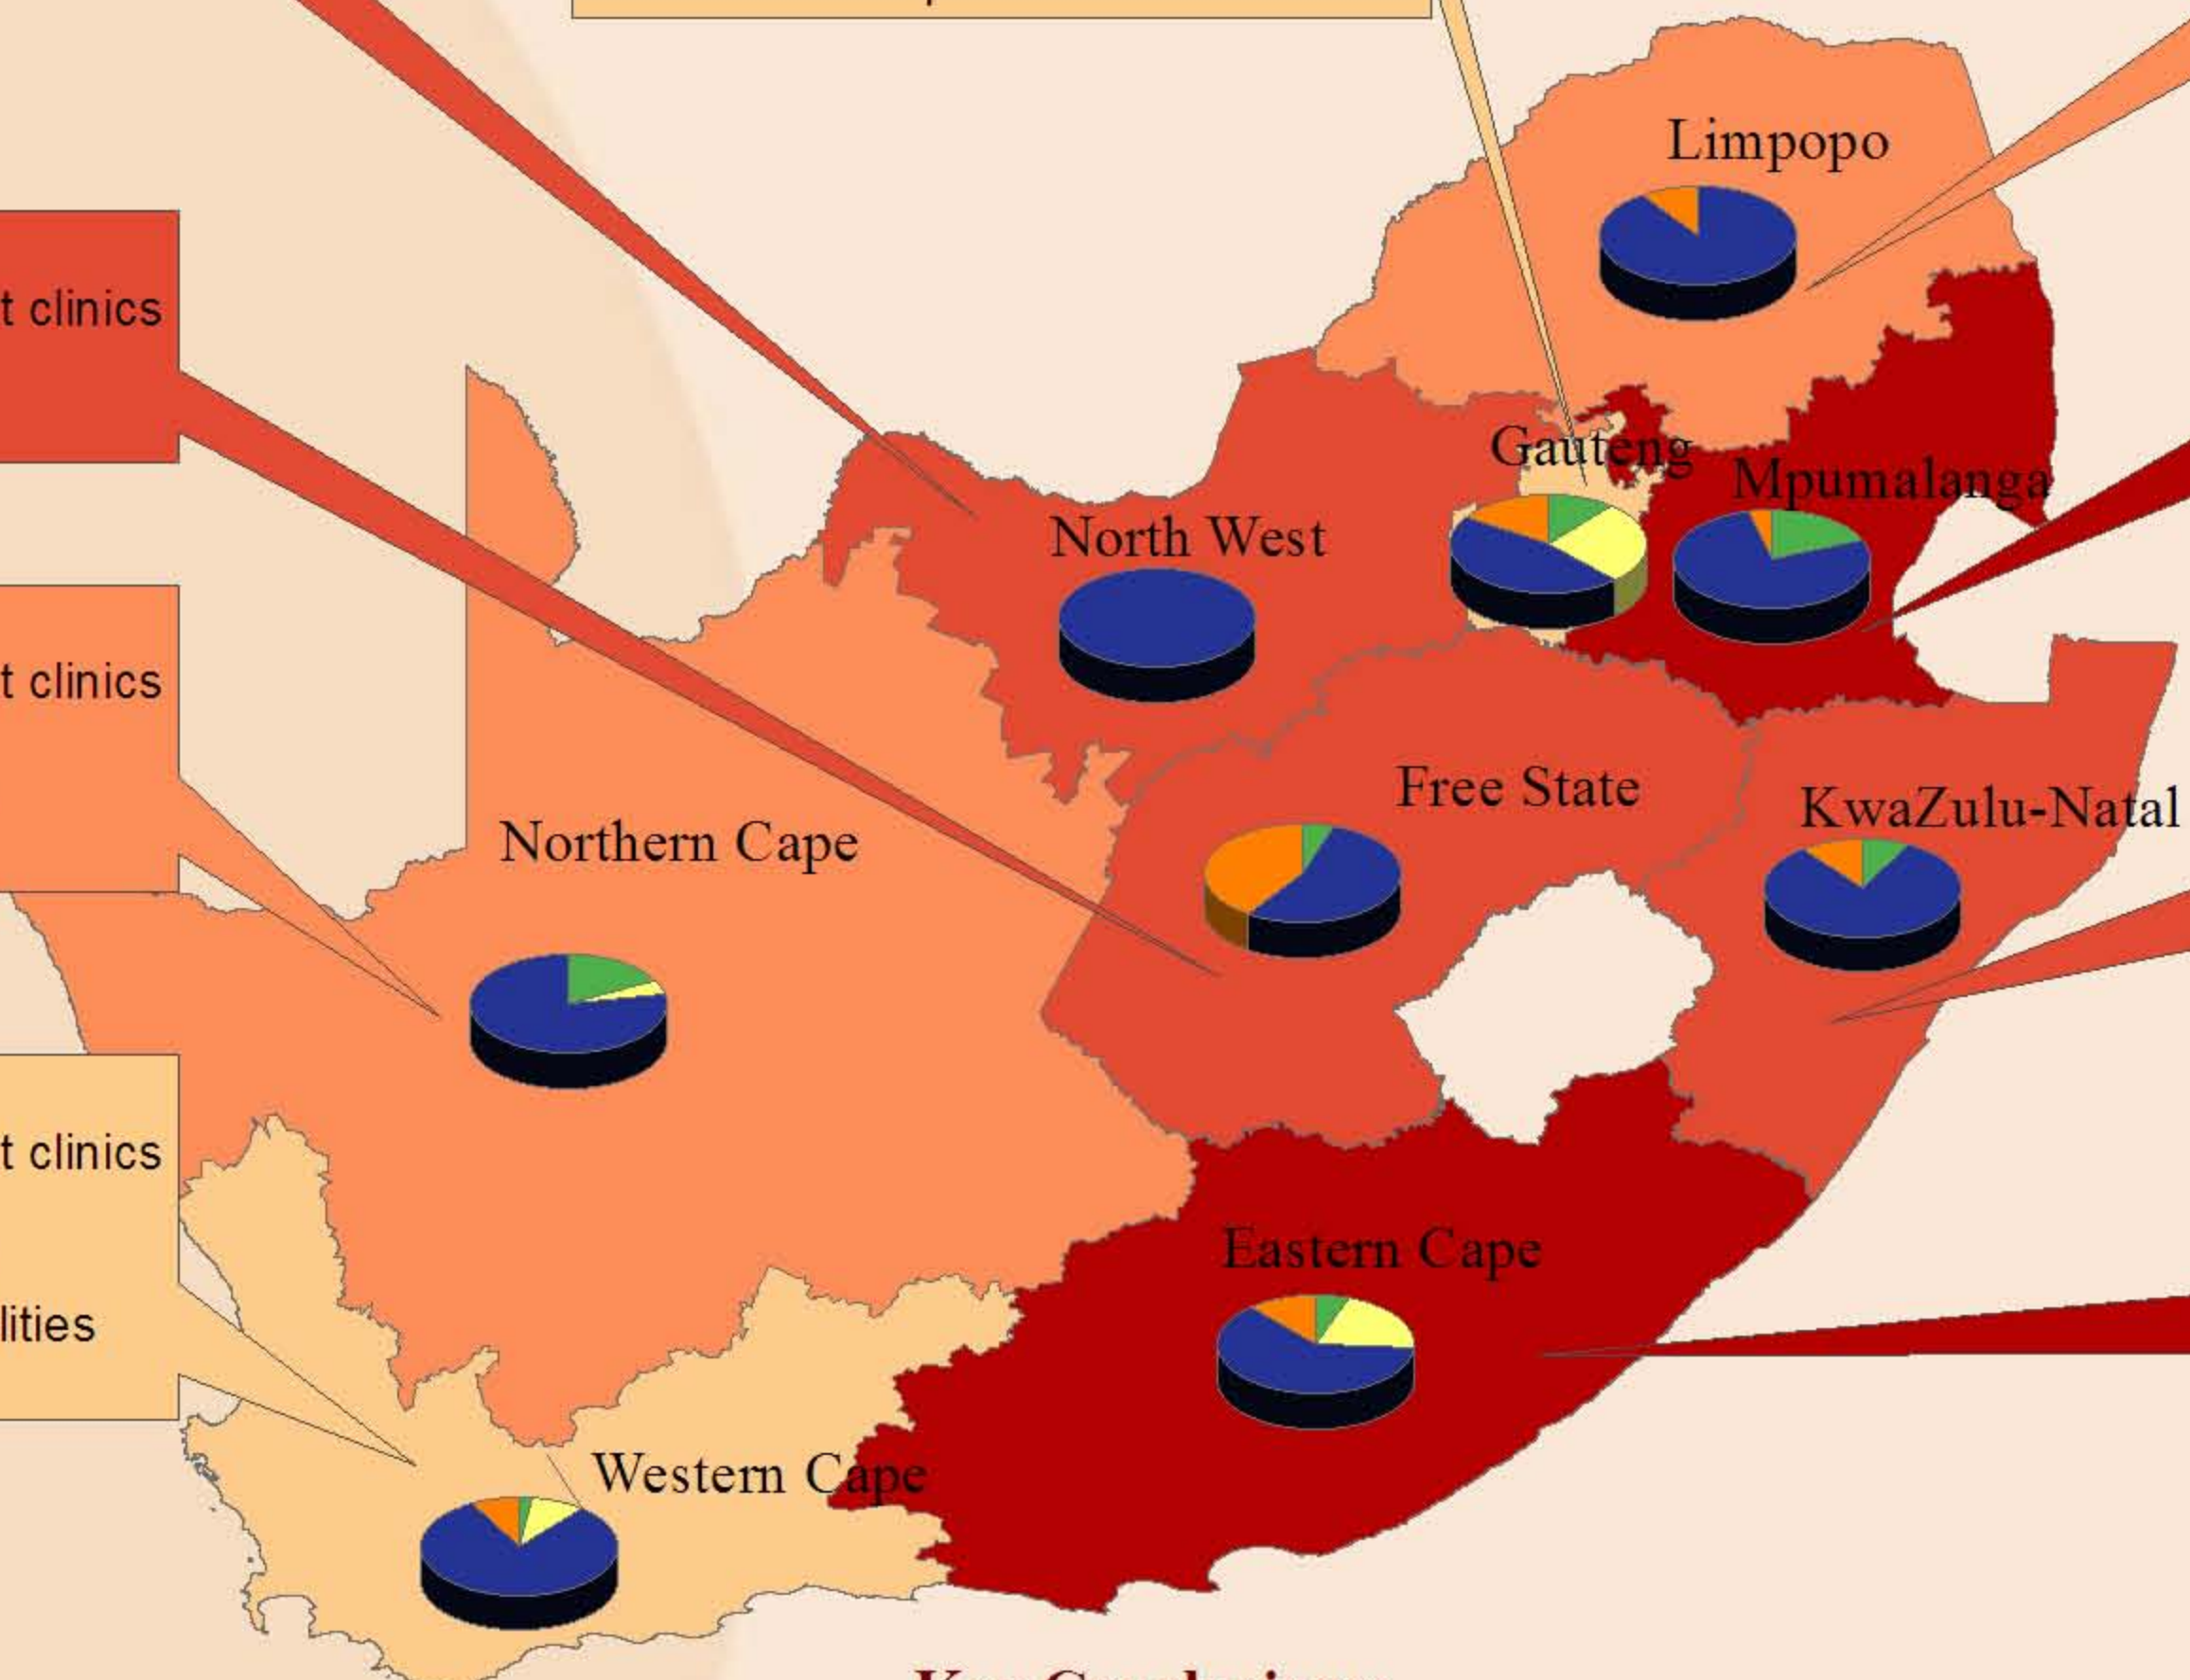 Limpopo
t clinics
Gauteng
Mpumalanga
North West
t clinics
Free State
KwaZulu-Natal
Northern Cape
t clinics
Eastern Cape
lities
Western Cape